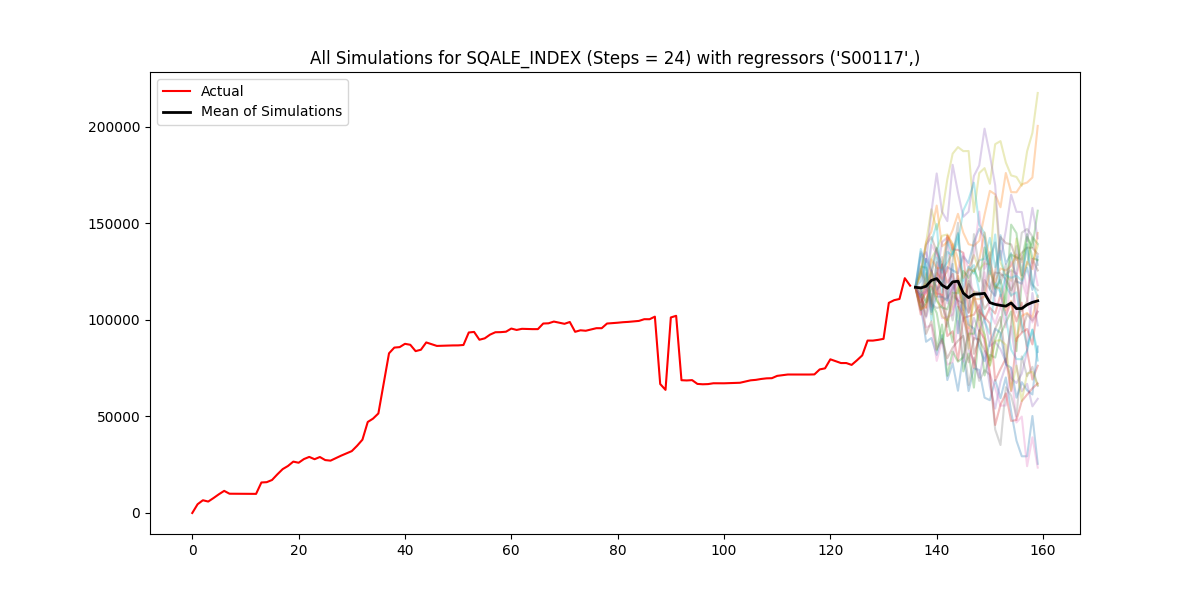 All Simulations for SQALE_INDEX (Steps = 24) with regressors ('S00117',)
Actual
Mean of Simulations
200000
150000
100000
50000
0
0 20 40 60 80 100 120 140 160